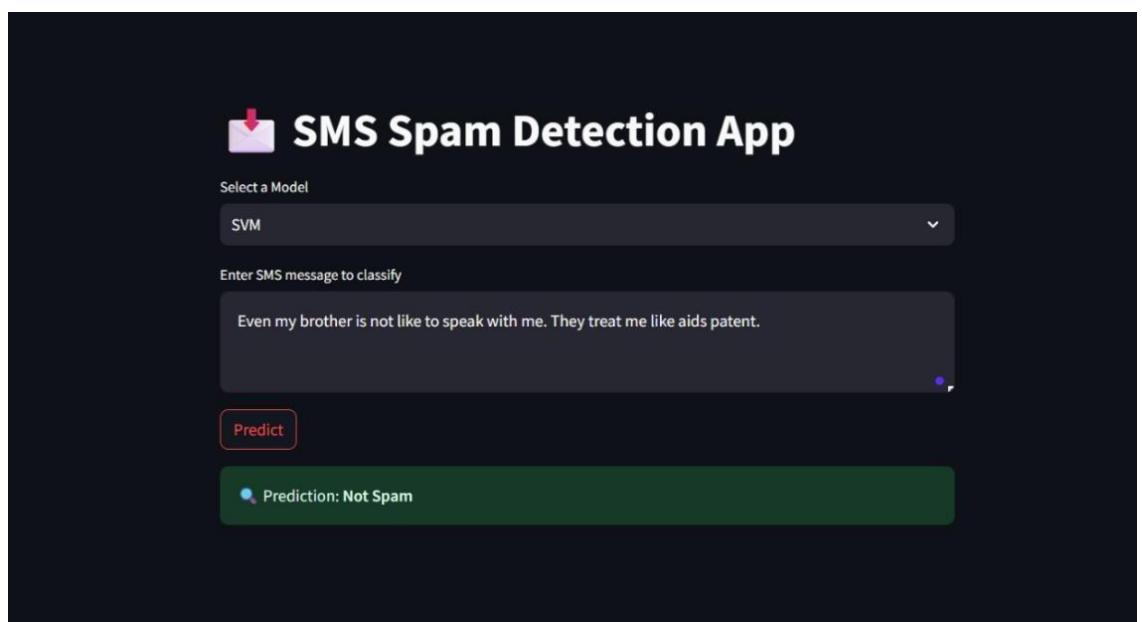 SMS Spam Detection App
Select a Model
SVM
Enter SMS message to classify
Even my brother is not like to speak with me. They treat me like aids patent.
Predict
Prediction: Not Spam